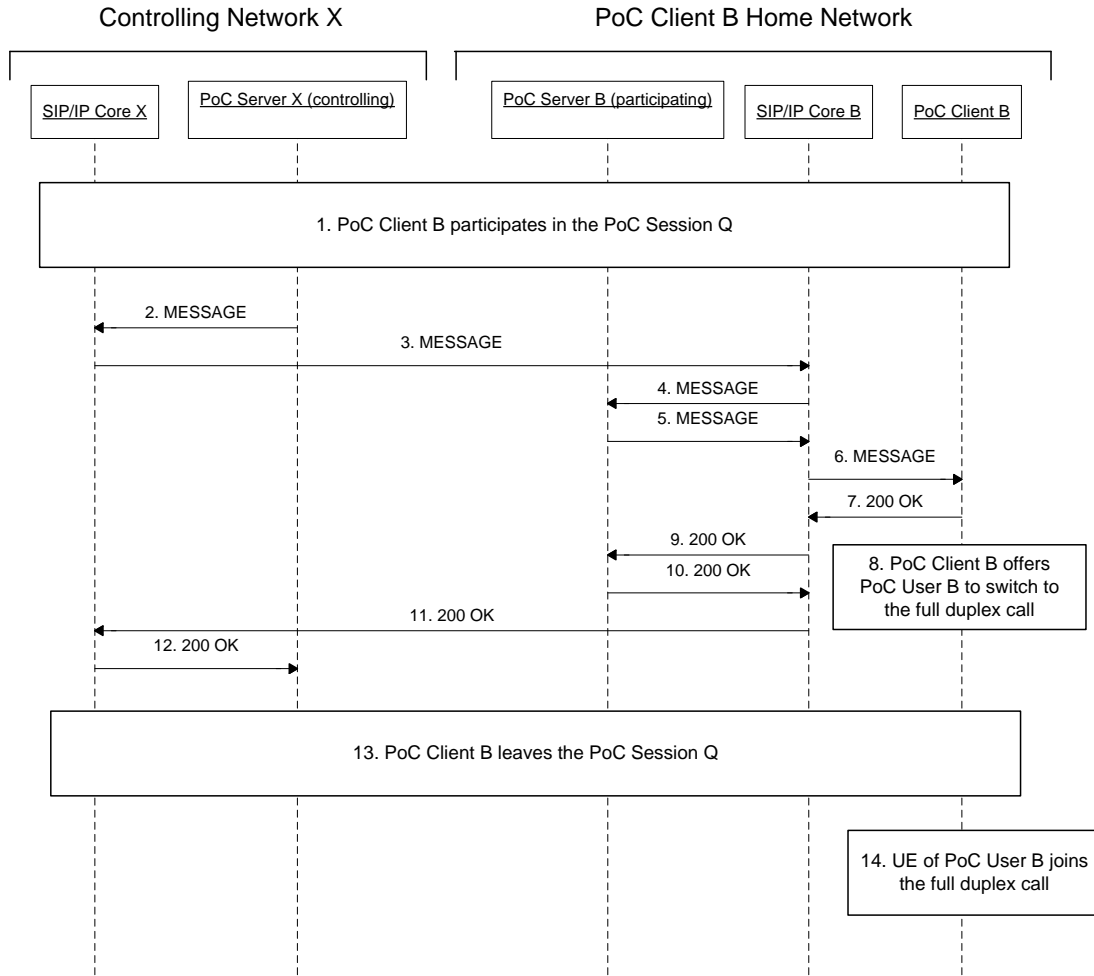 Controlling Network X
PoC Client B Home Network
SIP/IP Core X
PoC Server X (controlling)
PoC Server B (participating)
SIP/IP Core B
PoC Client B
1. PoC Client B participates in the PoC Session Q
2. MESSAGE
3. MESSAGE
4. MESSAGE
5. MESSAGE
6. MESSAGE
7. 200 OK
9. 200 OK
8. PoC Client B offers
PoC User B to switch to
the full duplex call
10. 200 OK
11. 200 OK
12. 200 OK
13. PoC Client B leaves the PoC Session Q
14. UE of PoC User B joins
the full duplex call